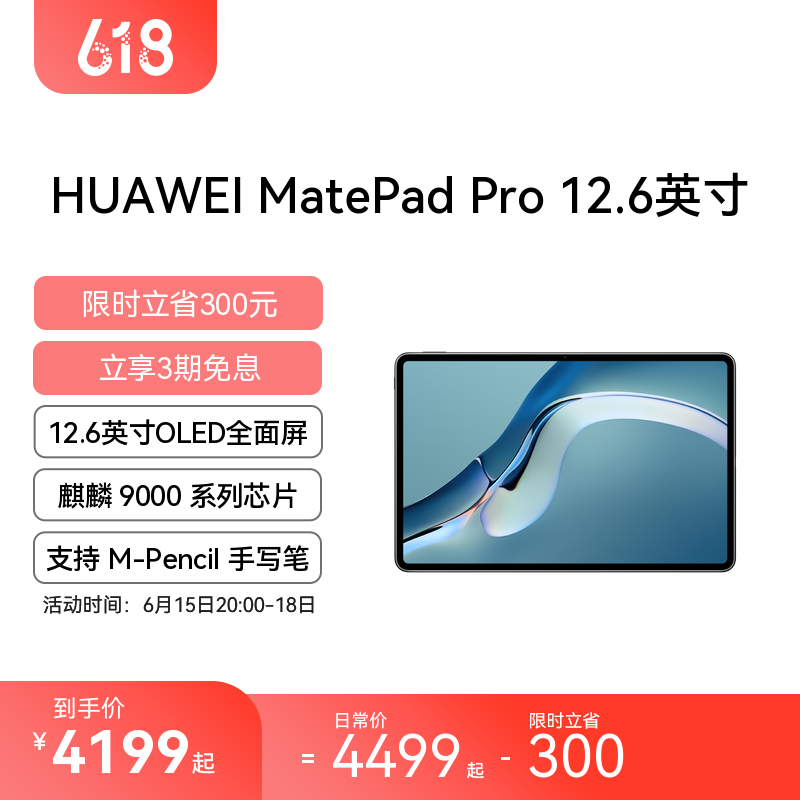 618
HUAWEI MatePad Pro 12.6英寸
限时立省300元
立享3期免息
12.6英寸OLED全面屏
麒麟 9000 系列芯片
支持 M-Pencil 手写笔
活动时间：6月15日20:00-18日
到手价
¥4199起
日常价
限时立省
= 4499起 - 300